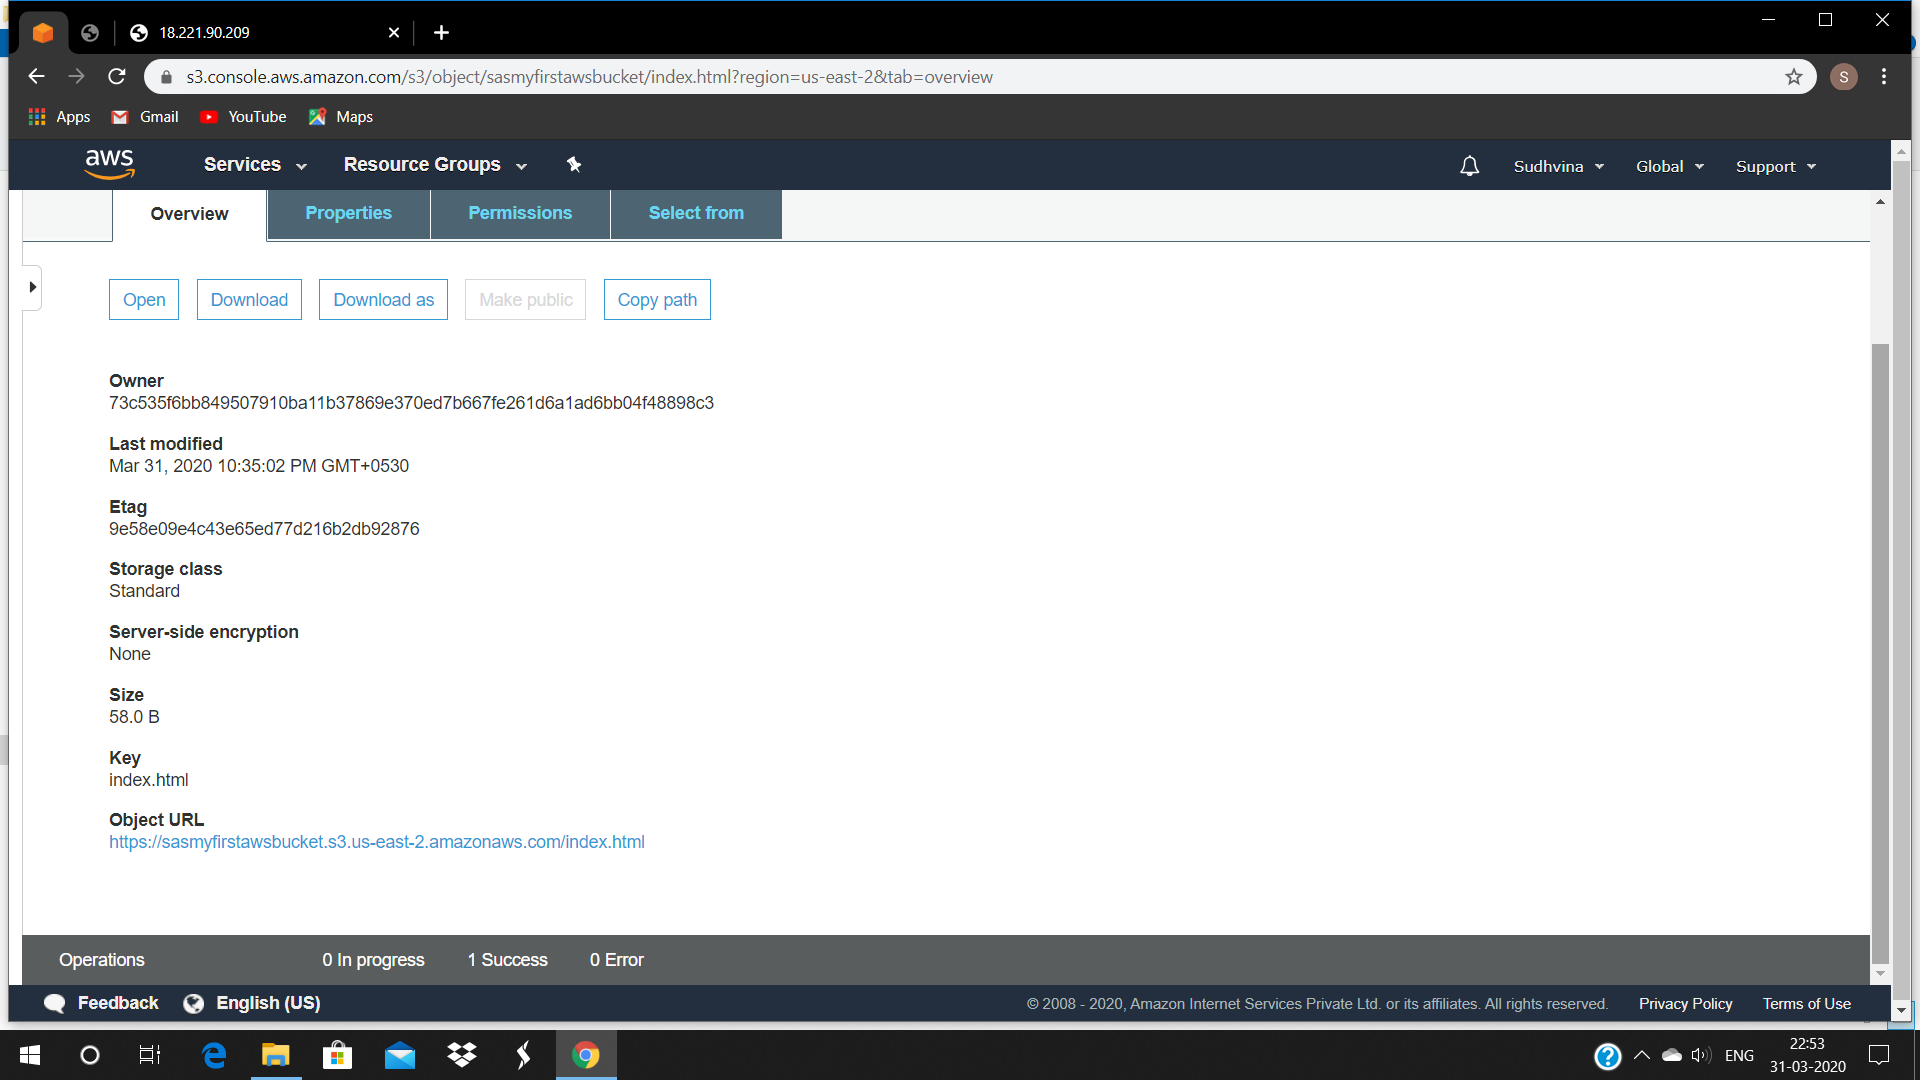 18.221.90.209
s3.console.aws.amazon.com/s3/object/sasmyfirstawsbucket/index.html?region=us-east-2&tab=overview
S
Apps Gmail YouTube Maps
aws Services Resource Groups Sudhvina Global Support
Overview Properties Permissions Select from
Open Download Download as Make public Copy path
Owner
73c535f6bb849507910ba11b37869e370ed7b667fe261d6a1ad6bb04f48898c3
Last modified
Mar 31, 2020 10:35:02 PM GMT+0530
Etag
9e58e09e4c43e65ed77d216b2db92876
Storage class
Standard
Server-side encryption
None
Size
58.0 B
Key
index.html
Object URL
https://sasmyfirstawsbucket.s3.us-east-2.amazonaws.com/index.html
Operations 0 In progress 1 Success 0 Error
Feedback English (US) © 2008 - 2020, Amazon Internet Services Private Ltd. or its affiliates. All rights reserved. Privacy Policy Terms of Use
ENG
22:53
31-03-2020